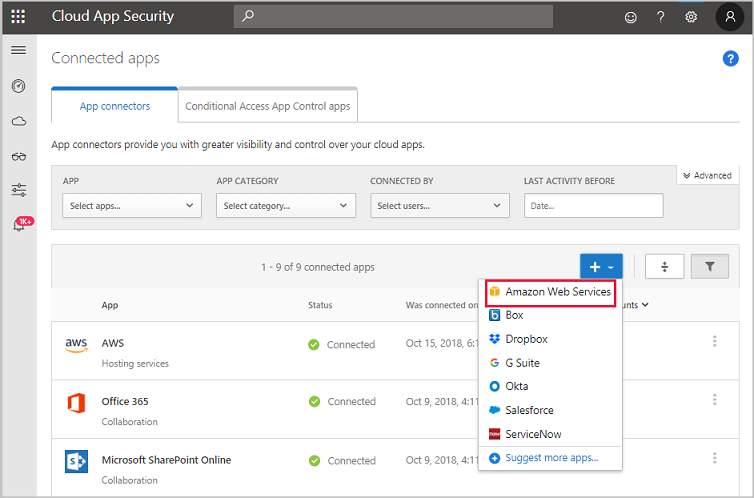 Cloud App Security
Connected apps
App connectors
Conditional Access App Control apps
App connectors provide you with greater visibility and control over your cloud apps.
Advanced
APP
APP CATEGORY
CONNECTED BY
LAST ACTIVITY BEFORE
Select apps...
Select category...
Select users...
Date...
1K+
1 - 9 of 9 connected apps
App
Status
Was connected on
unts
Amazon Web Services
Box
Dropbox
G Suite
Okta
Salesforce
ServiceNow
Suggest more apps...
aws
AWS
Connected
Oct 15, 2018, 6:1
Hosting services
Office 365
Connected
Oct 9, 2018, 4:11
Collaboration
Microsoft SharePoint Online
Connected
Oct 9, 2018, 4:11
Collaboration